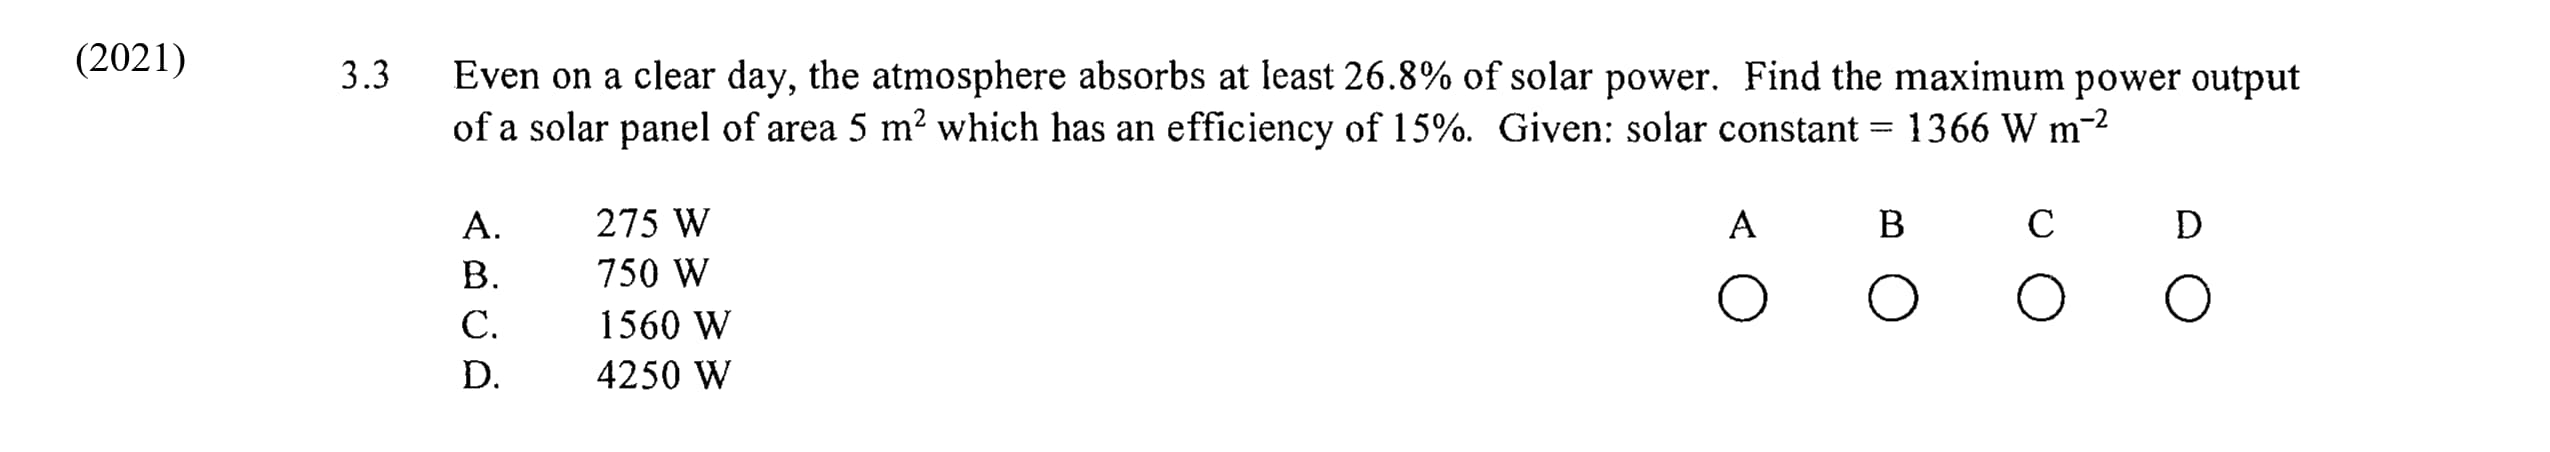 (2021)
3.3 Even on a clear day, the atmosphere absorbs at least 26.8% of solar power. Find the maximum power output
of a solar panel of area 5 m² which has an efficiency of 15%. Given: solar constant = 1366 W m⁻²
A. 275 W
B. 750 W
C. 1560 W
D. 4250 W
A B C D